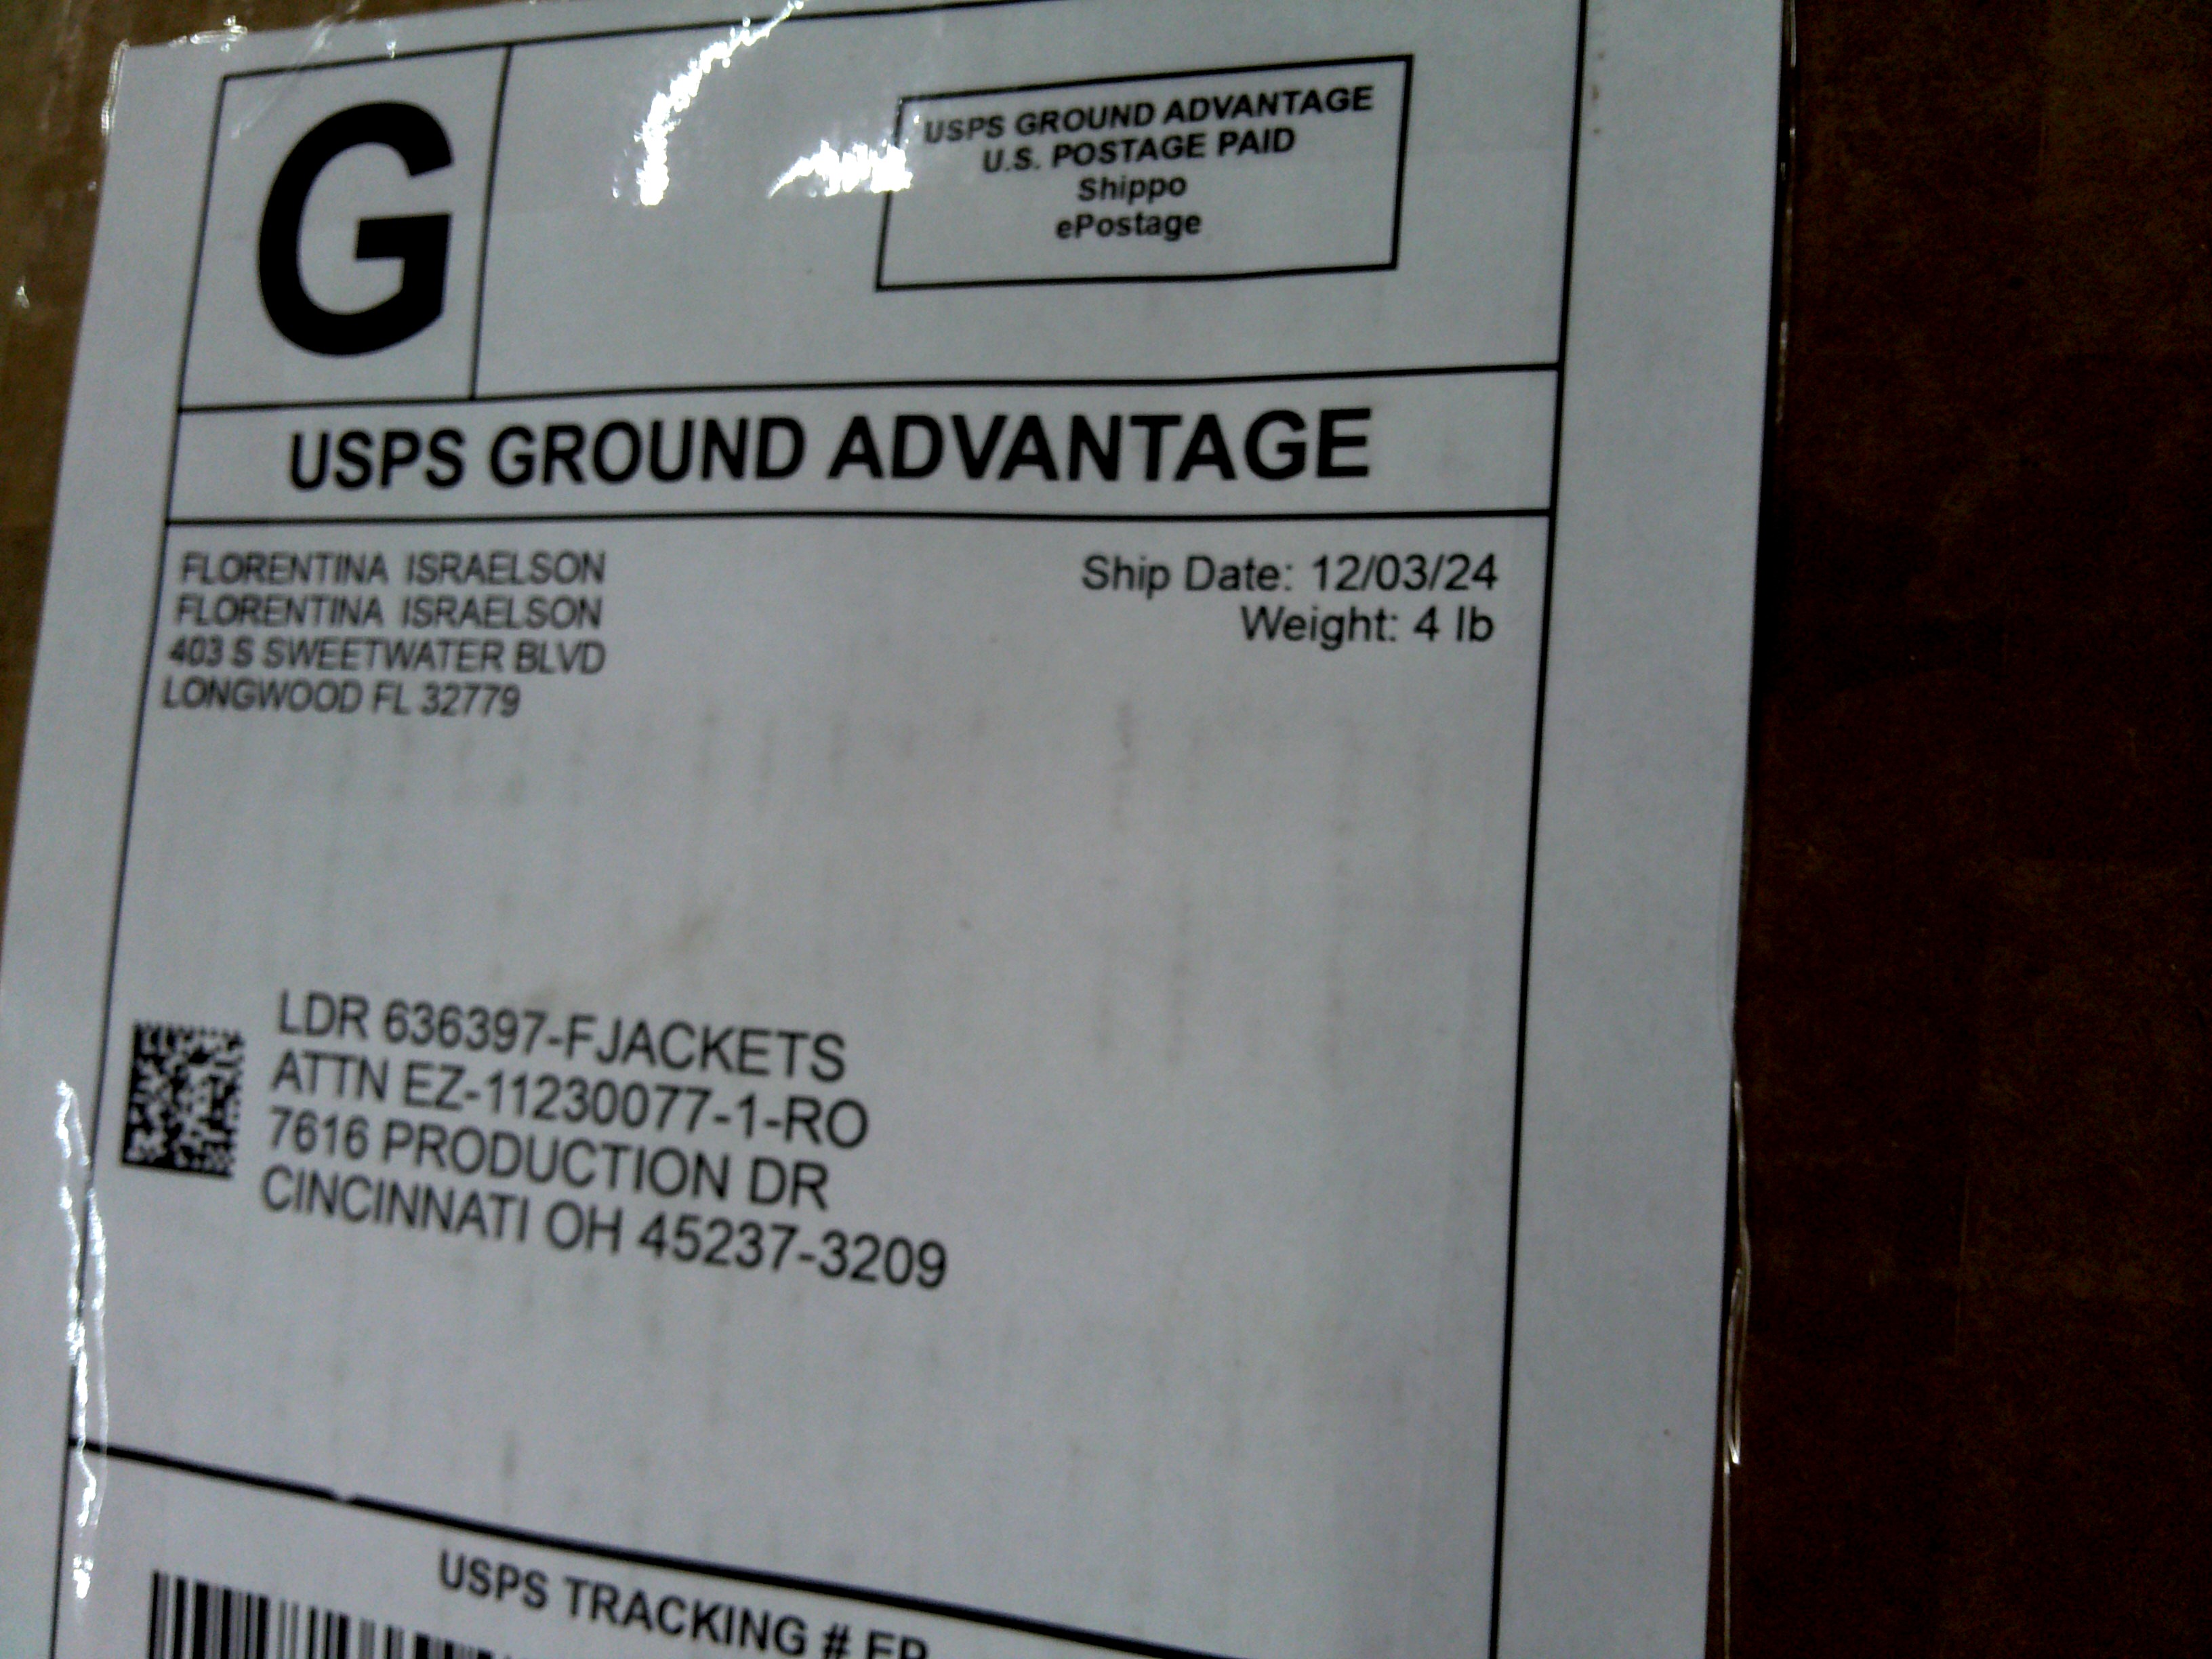 G
USPS GROUND ADVANTAGE
U.S. POSTAGE PAID
Shippo
ePostage
USPS GROUND ADVANTAGE
FLORENTINA ISRAELSON
FLORENTINA ISRAELSON
403 S SWEETWATER BLVD
LONGWOOD FL 32779
Ship Date: 12/03/24
Weight: 4 lb
LDR 636397-FJACKETS
ATTN EZ-11230077-1-RO
7616 PRODUCTION DR
CINCINNATI OH 45237-3209
USPS TRACKING # EP